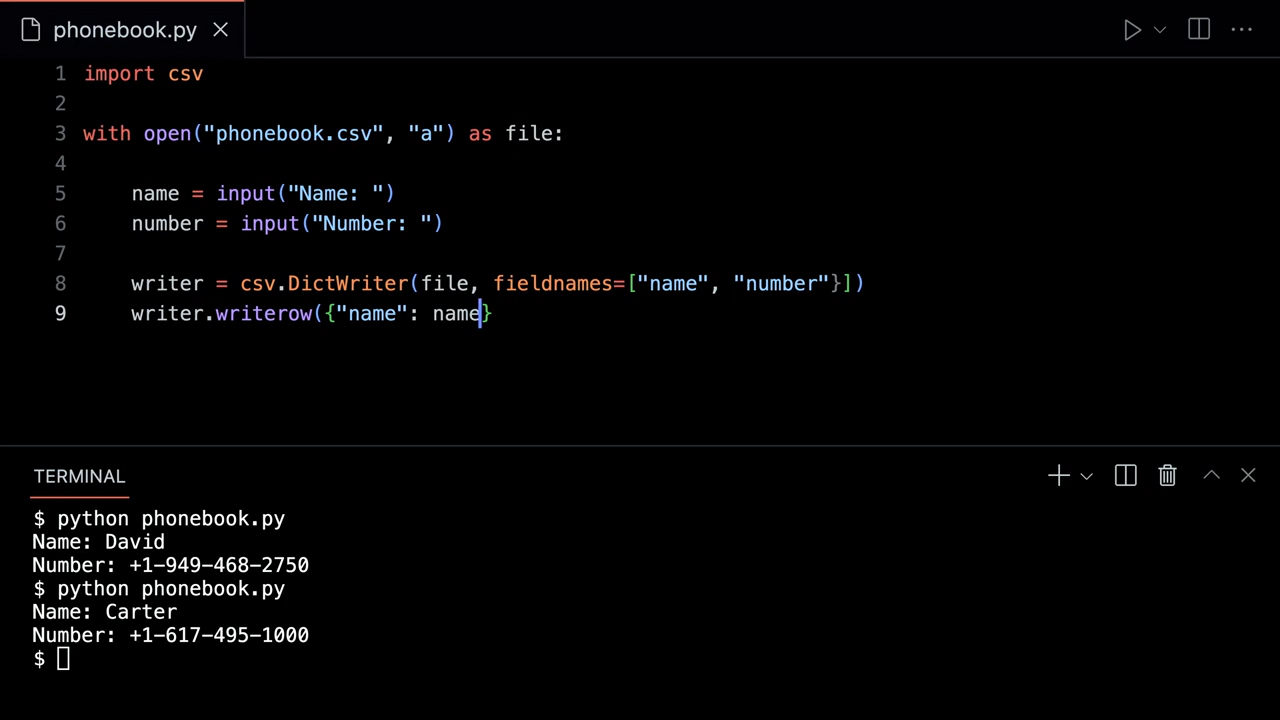 phonebook.py
1 import csv
2
3 with open("phonebook.csv", "a") as file:
4
5     name = input("Name: ")
6     number = input("Number: ")
7
8     writer = csv.DictWriter(file, fieldnames=["name", "number"}])
9     writer.writerow({"name": name}
TERMINAL
$ python phonebook.py
Name: David
Number: +1-949-468-2750
$ python phonebook.py
Name: Carter
Number: +1-617-495-1000
$